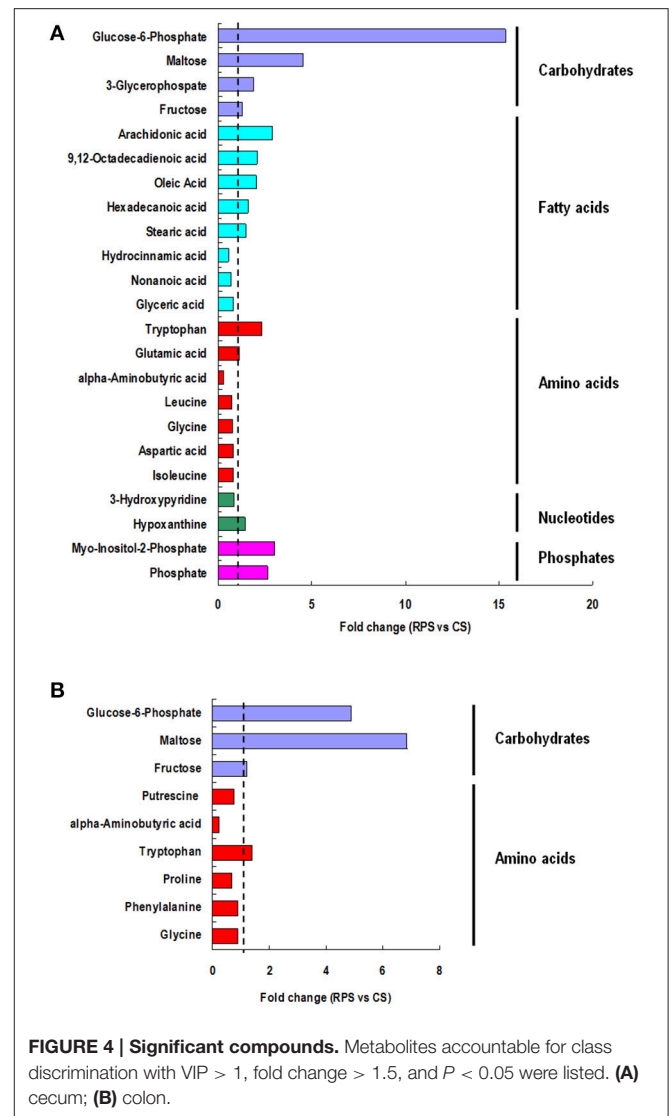 A
Glucose-6-Phosphate
Maltose
3-Glycerophospate
Fructose
Carbohydrates
Arachidonic acid
9,12-Octadecadienoic acid
Oleic Acid
Hexadecanoic acid
Stearic acid
Hydrocinnamic acid
Nonanoic acid
Glyceric acid
Fatty acids
Tryptophan
Glutamic acid
alpha-Aminobutyric acid
Leucine
Glycine
Aspartic acid
Isoleucine
Amino acids
3-Hydroxypyridine
Hypoxanthine
Nucleotides
Myo-Inositol-2-Phosphate
Phosphate
Phosphates
0 5 10 15 20
Fold change (RPS vs CS)
B
Glucose-6-Phosphate
Maltose
Fructose
Carbohydrates
Putrescine
alpha-Aminobutyric acid
Tryptophan
Proline
Phenylalanine
Glycine
Amino acids
0 2 4 6 8
Fold change (RPS vs CS)
FIGURE 4 | Significant compounds. Metabolites accountable for class
discrimination with VIP > 1, fold change > 1.5, and P < 0.05 were listed. (A)
cecum; (B) colon.